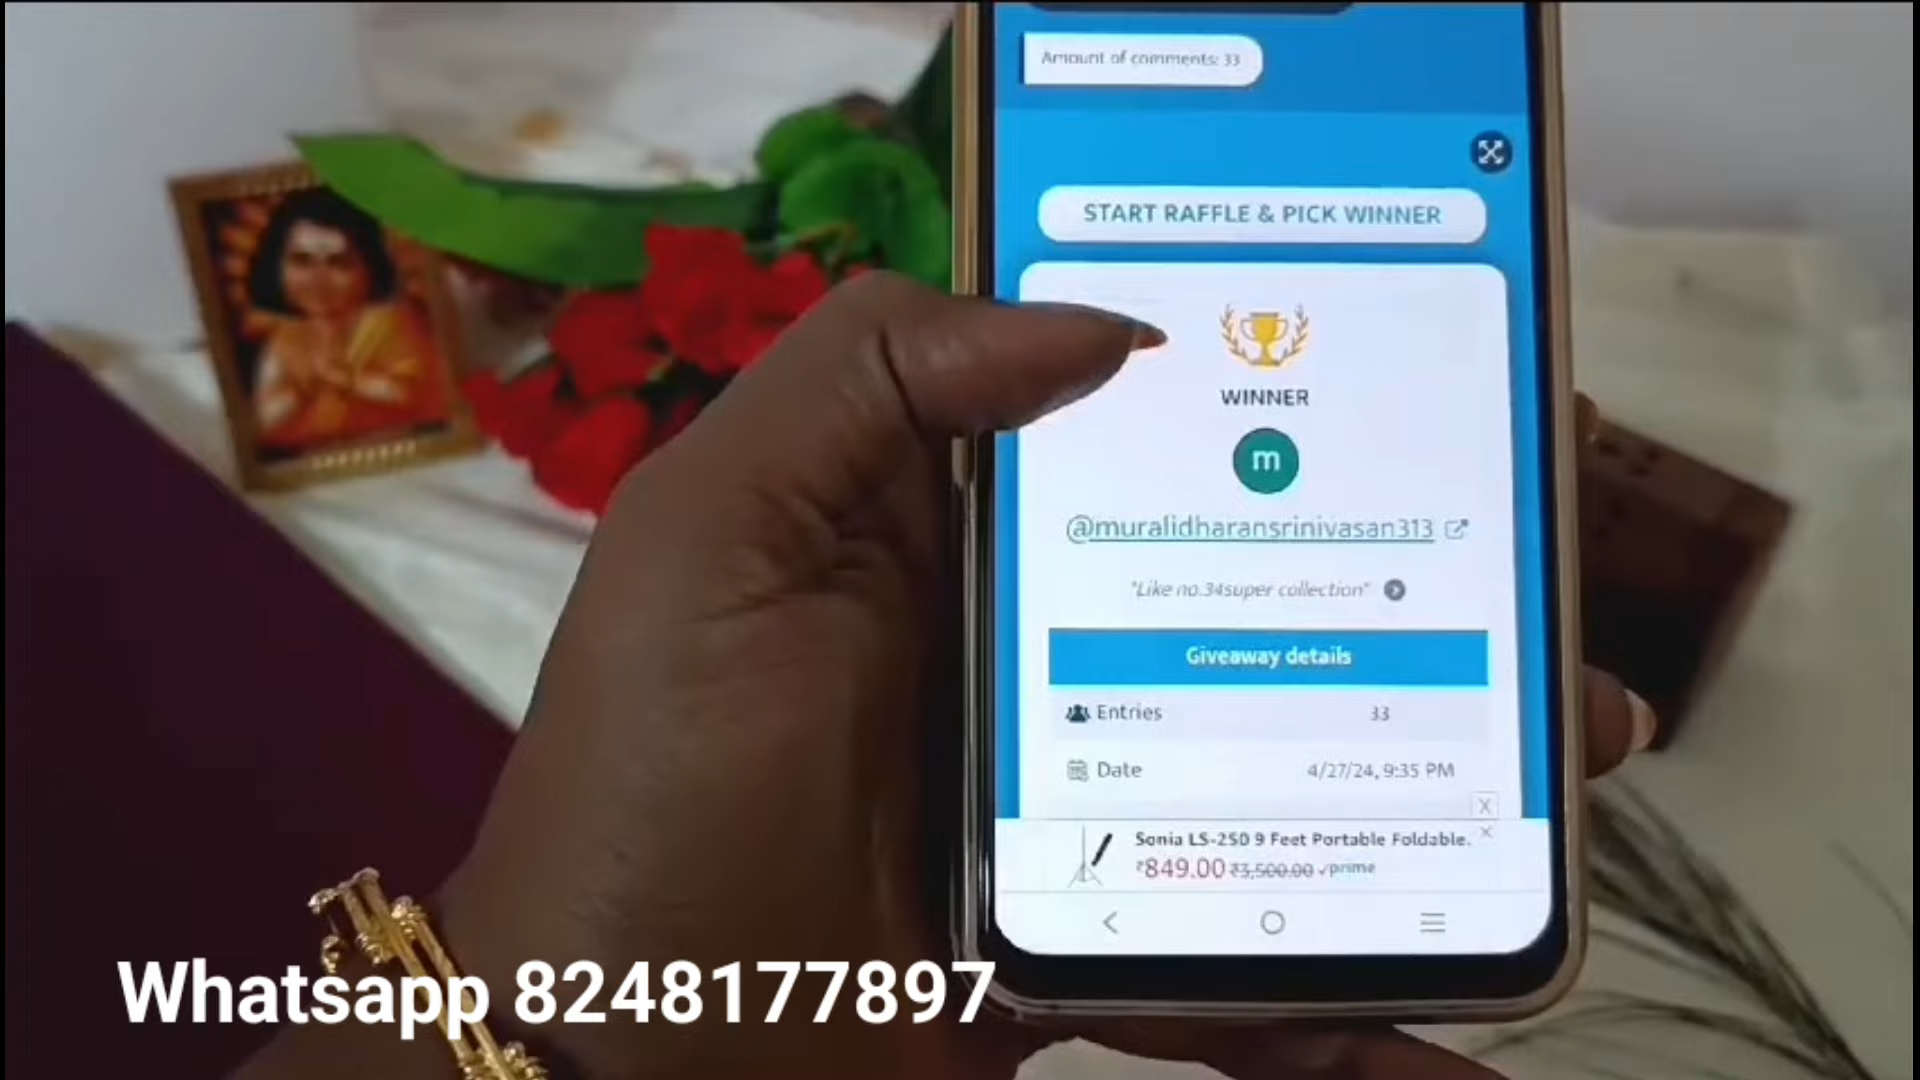 Amount of comments: 33
START RAFFLE & PICK WINNER
WINNER
m
@muralidharansrinivasan313
"Like no.34super collection"
Giveaway details
Entries 33
Date 4/27/24, 9:35 PM
X
Sonia LS-250 9 Feet Portable Foldable.
₹849.00 ₹3,500.00 ✓prime
Whatsapp 8248177897